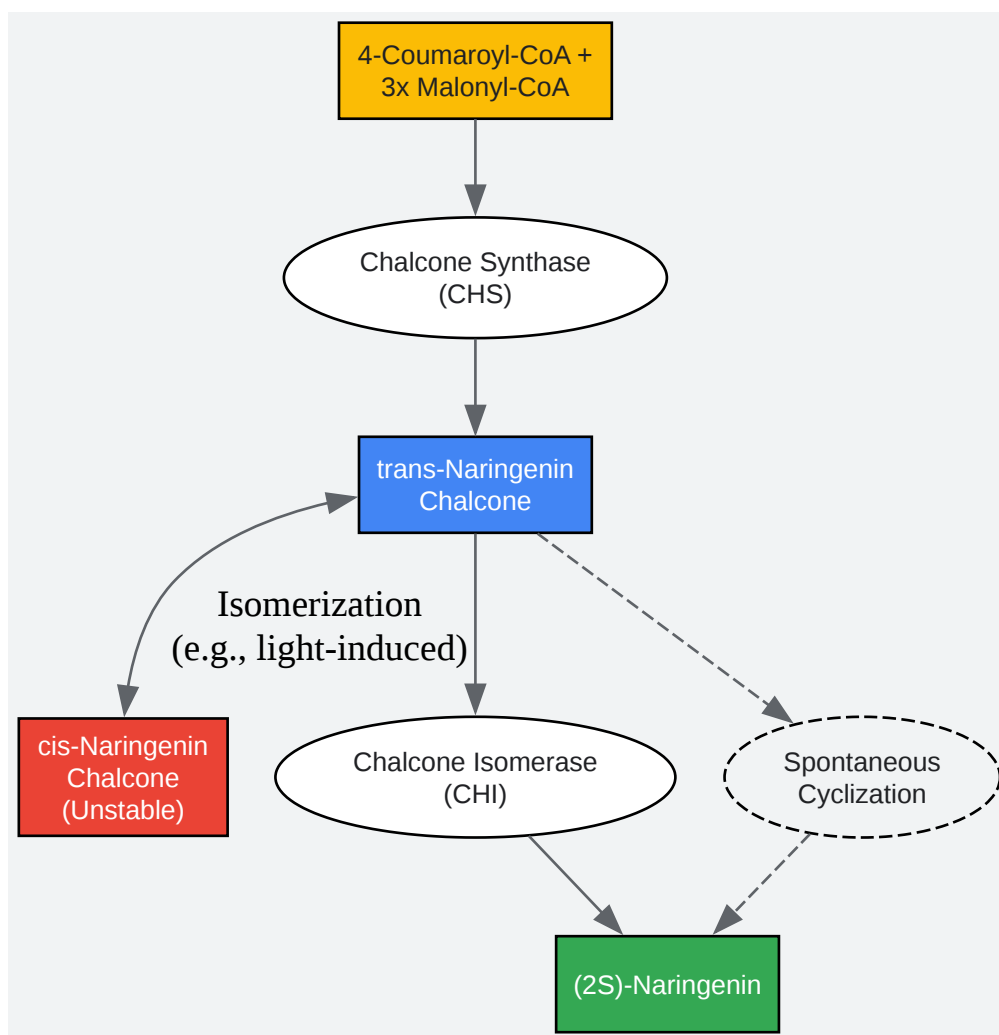 4-Coumaroyl-CoA +
3x Malonyl-CoA
Chalcone Synthase
(CHS)
trans-Naringenin
Chalcone
Isomerization
(e.g., light-induced)
cis-Naringenin
Chalcone
(Unstable)
Chalcone Isomerase
(CHI)
Spontaneous
Cyclization
(2S)-Naringenin